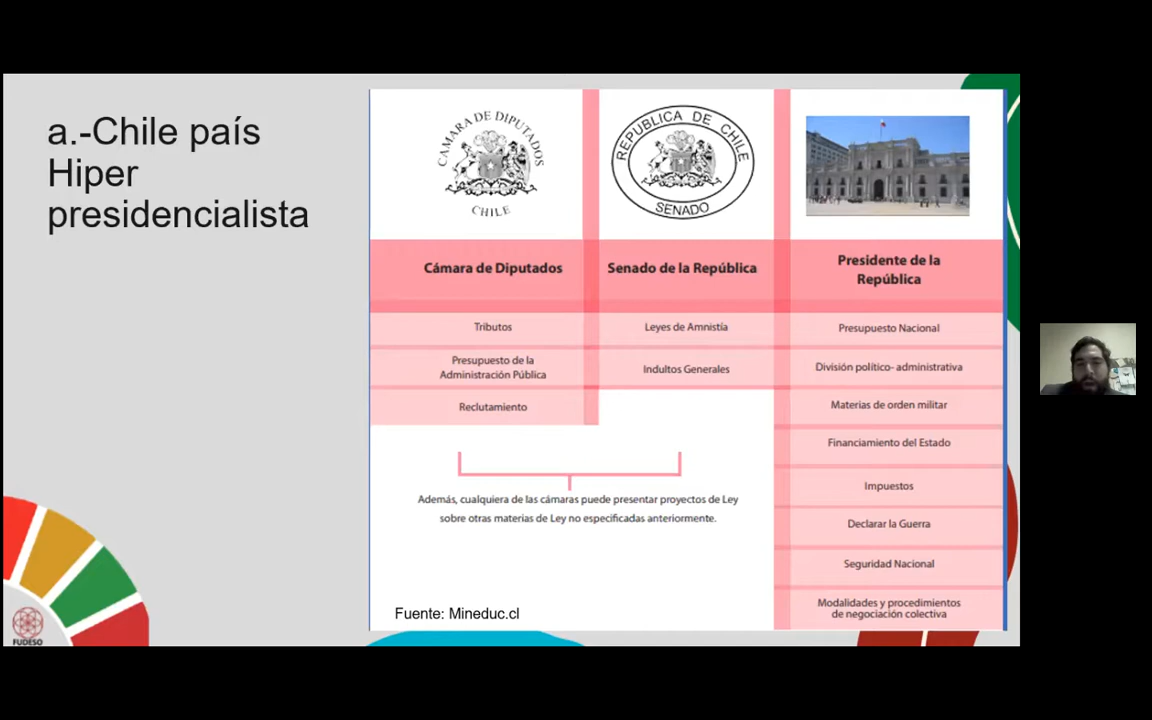 a.-Chile país
Hiper
presidencialista
CÁMARA DE DIPUTADOS
CHILE
REPUBLICA DE CHILE
SENADO
Cámara de Diputados
Senado de la República
Presidente de la
República
Tributos
Presupuesto de la
Administración Pública
Reclutamiento
Leyes de Amnistía
Indultos Generales
Presupuesto Nacional
División político- administrativa
Materias de orden militar
Financiamiento del Estado
Impuestos
Declarar la Guerra
Seguridad Nacional
Modalidades y procedimientos
de negociación colectiva
Además, cualquiera de las cámaras puede presentar proyectos de Ley
sobre otras materias de Ley no especificadas anteriormente.
Fuente: Mineduc.cl
FUDESO